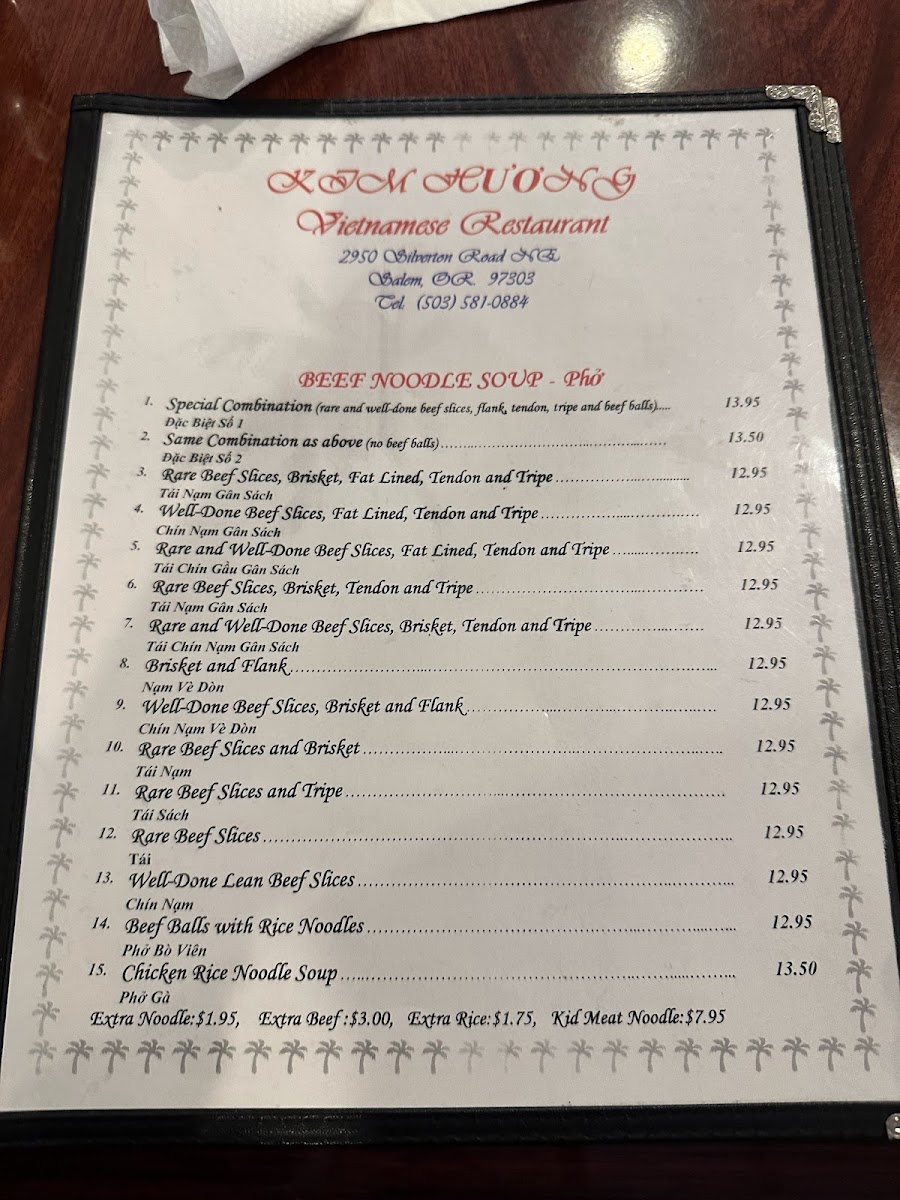 KIM HƯƠNG
Vietnamese Restaurant
2950 Silverton Road NE
Salem, OR. 97303
Tel. (503) 581-0884
BEEF NOODLE SOUP - Phở
1. Special Combination (rare and well-done beef slices, flank, tendon, tripe and beef balls)..... 13.95
Đặc Biệt Số 1
2. Same Combination as above (no beef balls)........ 13.50
Đặc Biệt Số 2
3. Rare Beef Slices, Brisket, Fat Lined, Tendon and Tripe........ 12.95
Tái Nạm Gân Sách
4. Well-Done Beef Slices, Fat Lined, Tendon and Tripe........ 12.95
Chín Nạm Gân Sách
5. Rare and Well-Done Beef Slices, Fat Lined, Tendon and Tripe........ 12.95
Tái Chín Gầu Gân Sách
6. Rare Beef Slices, Brisket, Tendon and Tripe........ 12.95
Tái Nạm Gân Sách
7. Rare and Well-Done Beef Slices, Brisket, Tendon and Tripe........ 12.95
Tái Chín Nạm Gân Sách
8. Brisket and Flank........ 12.95
Nạm Vè Dòn
9. Well-Done Beef Slices, Brisket and Flank........ 12.95
Chín Nạm Vè Dòn
10. Rare Beef Slices and Brisket........ 12.95
Tái Nạm
11. Rare Beef Slices and Tripe........ 12.95
Tái Sách
12. Rare Beef Slices........ 12.95
Tái
13. Well-Done Lean Beef Slices........ 12.95
Chín Nạm
14. Beef Balls with Rice Noodles........ 12.95
Phở Bò Viên
15. Chicken Rice Noodle Soup........ 13.50
Phở Gà
Extra Noodle:$1.95, Extra Beef :$3.00, Extra Rice:$1.75, Kid Meat Noodle:$7.95